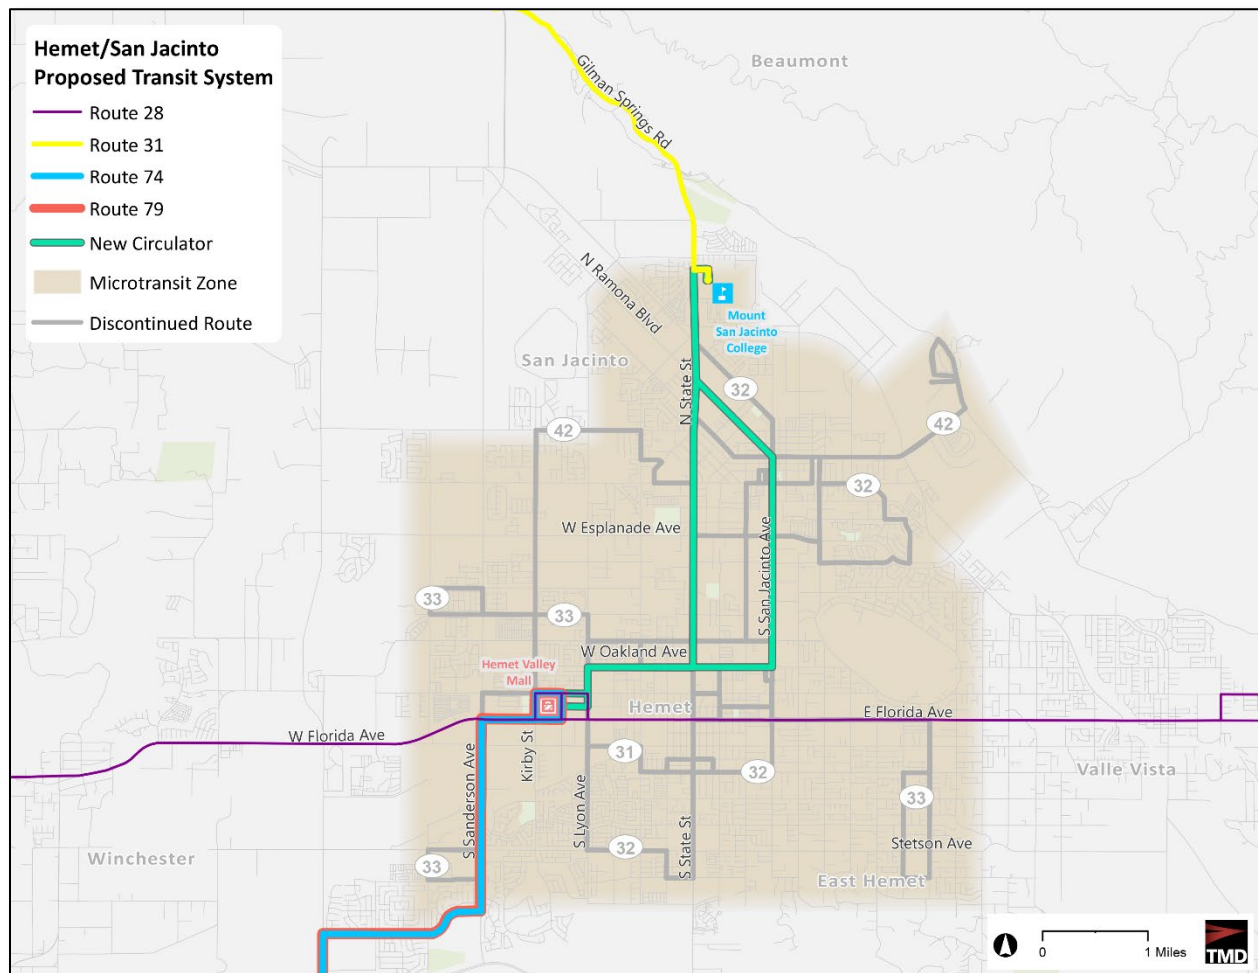 Hemet/San Jacinto
Proposed Transit System
Route 28
Route 31
Route 74
Route 79
New Circulator
Microtransit Zone
Discontinued Route
Beaumont
Gilman Springs Rd
N Ramona Blvd
Mount
San Jacinto
College
San Jacinto
N State St
32
42
42
32
W Esplanade Ave
S San Jacinto Ave
33
33
W Oakland Ave
Hemet Valley
Mall
Hemet
E Florida Ave
W Florida Ave
Kirby St
31
32
Valle Vista
S Sanderson Ave
S Lyon Ave
33
S State St
Stetson Ave
32
Winchester
33
East Hemet
0
1 Miles
TMD